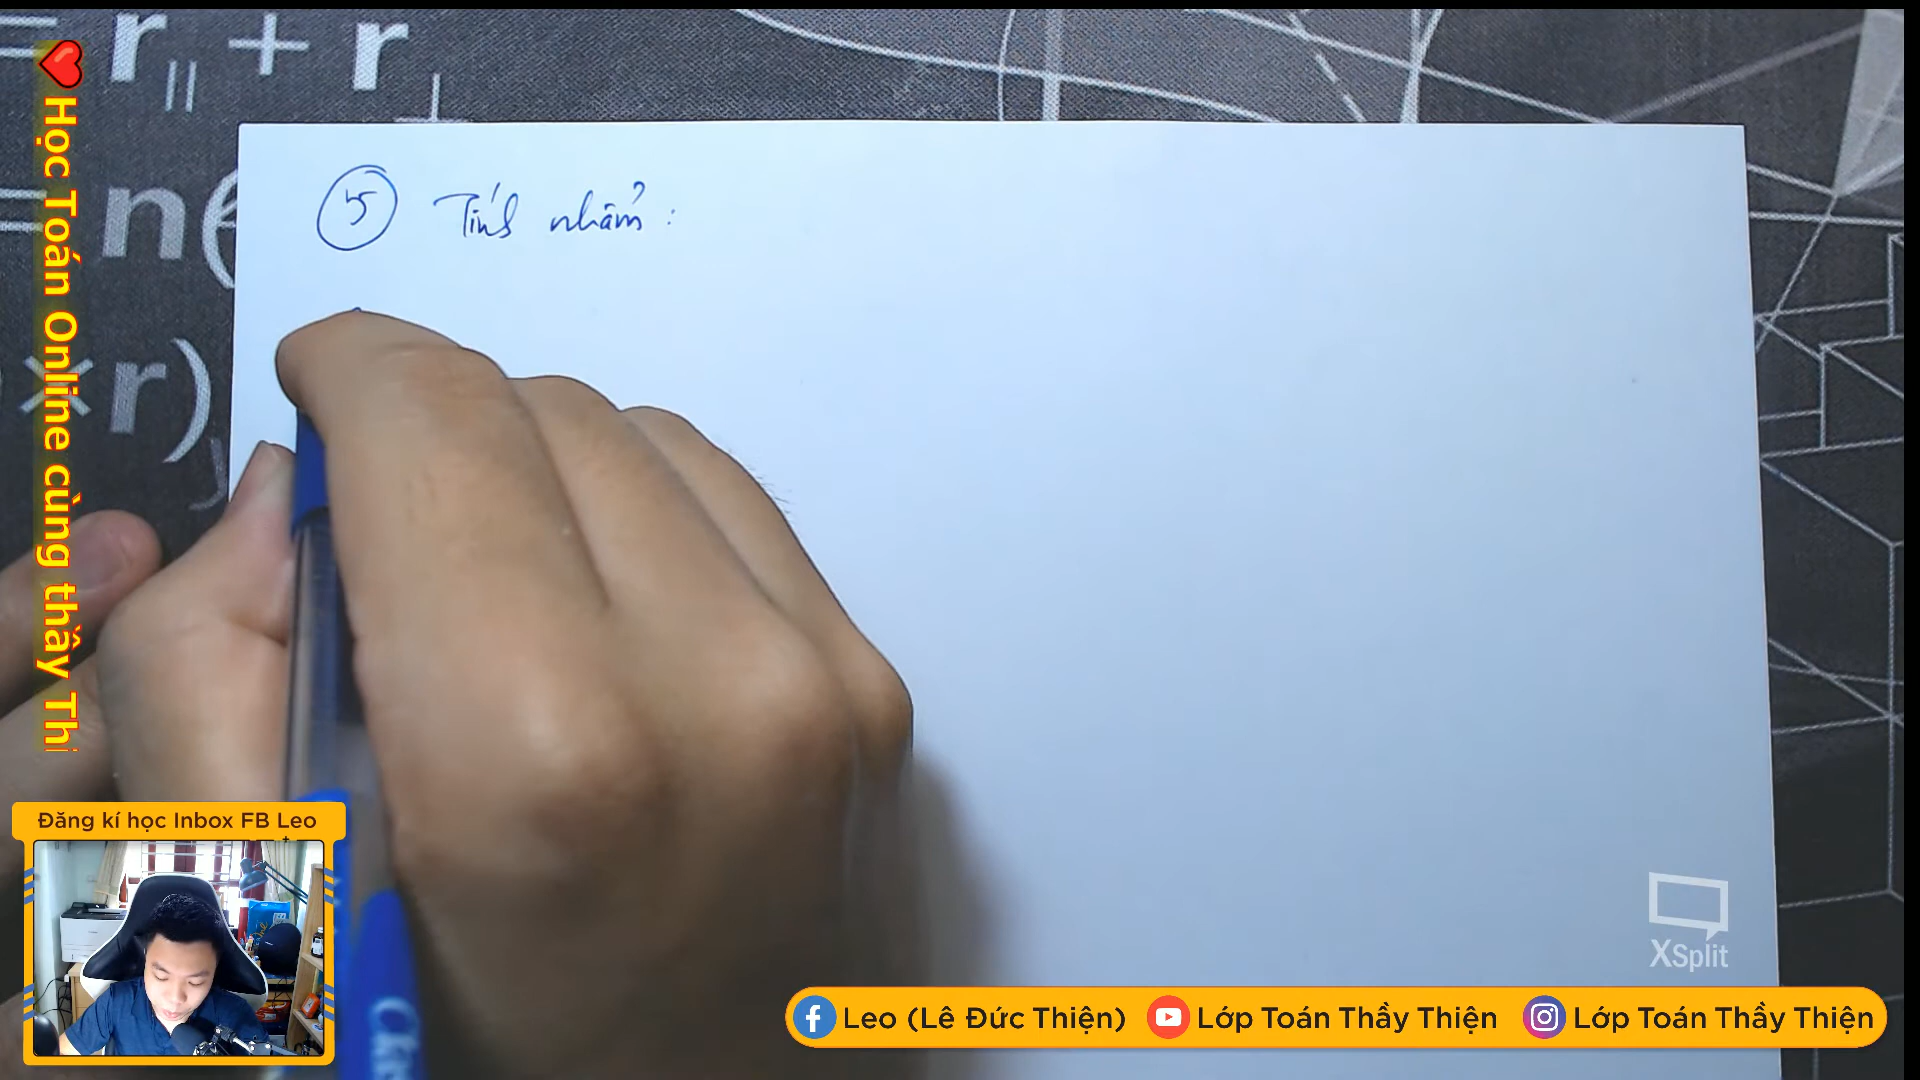 = r || + r ⊥
= n(
* r)
❤ Học Toán Online cùng thầy Thi
5 Tính nhẩm :
Đăng kí học Inbox FB Leo
XSplit
Leo (Lê Đức Thiện) Lớp Toán Thầy Thiện Lớp Toán Thầy Thiện